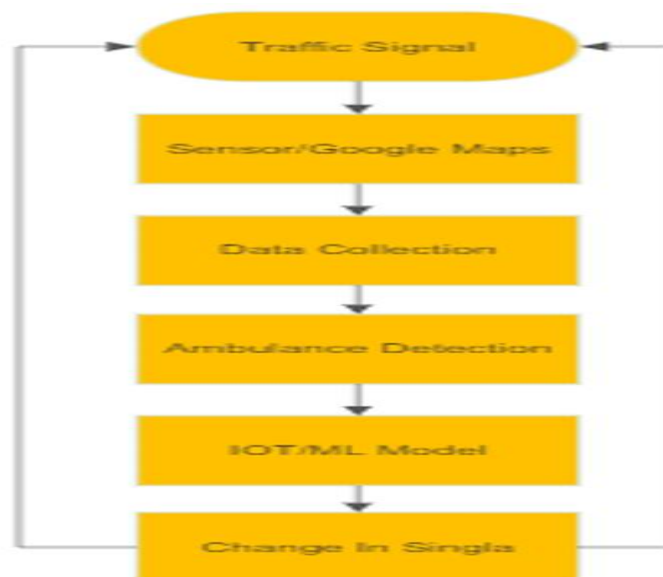 Traffic Signal
Sensor/Google Maps
Data Collection
Ambulance Detection
IOT/ML Model
Change In Singla